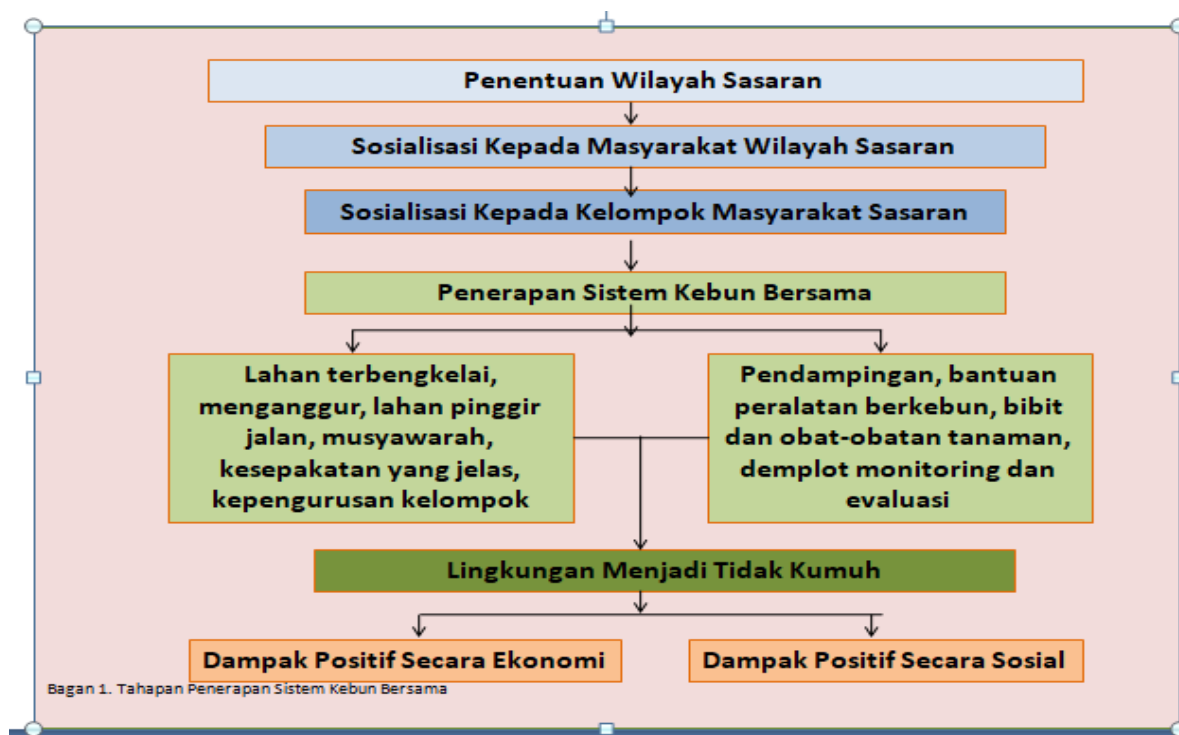 Penentuan Wilayah Sasaran
Sosialisasi Kepada Masyarakat Wilayah Sasaran
Sosialisasi Kepada Kelompok Masyarakat Sasaran
Penerapan Sistem Kebun Bersama
Lahan terbengkelai,
menganggur, lahan pinggir
jalan, musyawarah,
kesepakatan yang jelas,
kepengurusan kelompok
Pendampingan, bantuan
peralatan berkebun, bibit
dan obat-obatan tanaman,
demplot monitoring dan
evaluasi
Lingkungan Menjadi Tidak Kumuh
Dampak Positif Secara Ekonomi
Dampak Positif Secara Sosial
Bagan 1. Tahapan Penerapan Sistem Kebun Bersama